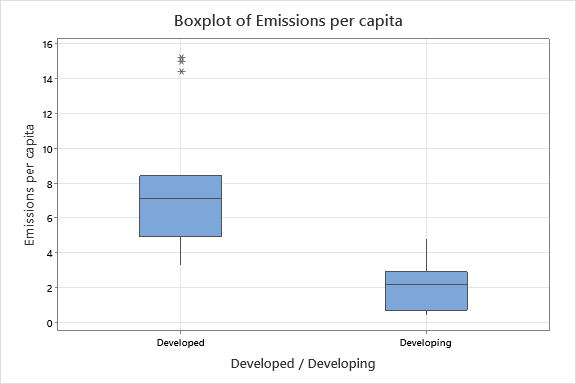 Boxplot of Emissions per capita
16
14
12
10
8
6
4
2
0
Emissions per capita
Developed
Developing
Developed / Developing